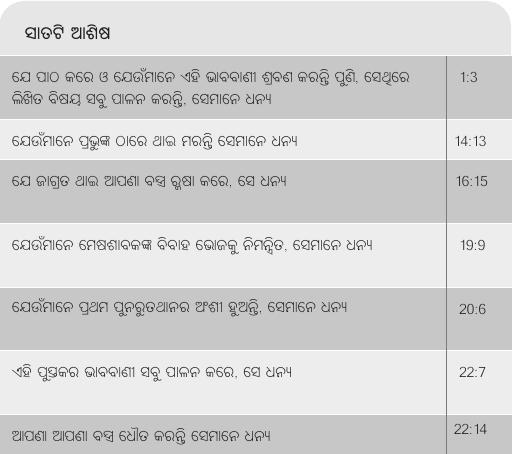 ସାତଟି ଆଶିଷ
ଯେ ପାଠ କରେ ଓ ଯେଉଁମାନେ ଏହି ଭାବବାଣୀ ଶ୍ରବଣ କରନ୍ତି ପୁଣି, ସେଥିରେ 1:3
ଲିଖିତ ବିଷୟ ସବୁ ପାଳନ କରନ୍ତି, ସେମାନେ ଧନ୍ୟ
ଯେଉଁମାନେ ପ୍ରଭୁଙ୍କ ଠାରେ ଥାଇ ମରନ୍ତି ସେମାନେ ଧନ୍ୟ 14:13
ଯେ ଜାଗ୍ରତ ଥାଇ ଆପଣା ବସ୍ତ୍ର ରକ୍ଷା କରେ, ସେ ଧନ୍ୟ 16:15
ଯେଉଁମାନେ ମେଷଶାବକଙ୍କ ବିବାହ ଭୋଜକୁ ନିମନ୍ତ୍ରିତ, ସେମାନେ ଧନ୍ୟ 19:9
ଯେଉଁମାନେ ପ୍ରଥମ ପୁନରୁତଥାନର ଅଂଶୀ ହୁଅନ୍ତି, ସେମାନେ ଧନ୍ୟ 20:6
ଏହି ପୁସ୍ତକର ଭାବବାଣୀ ସବୁ ପାଳନ କରେ, ସେ ଧନ୍ୟ 22:7
ଆପଣା ଆପଣା ବସ୍ତ୍ର ଧୌତ କରନ୍ତି ସେମାନେ ଧନ୍ୟ 22:14